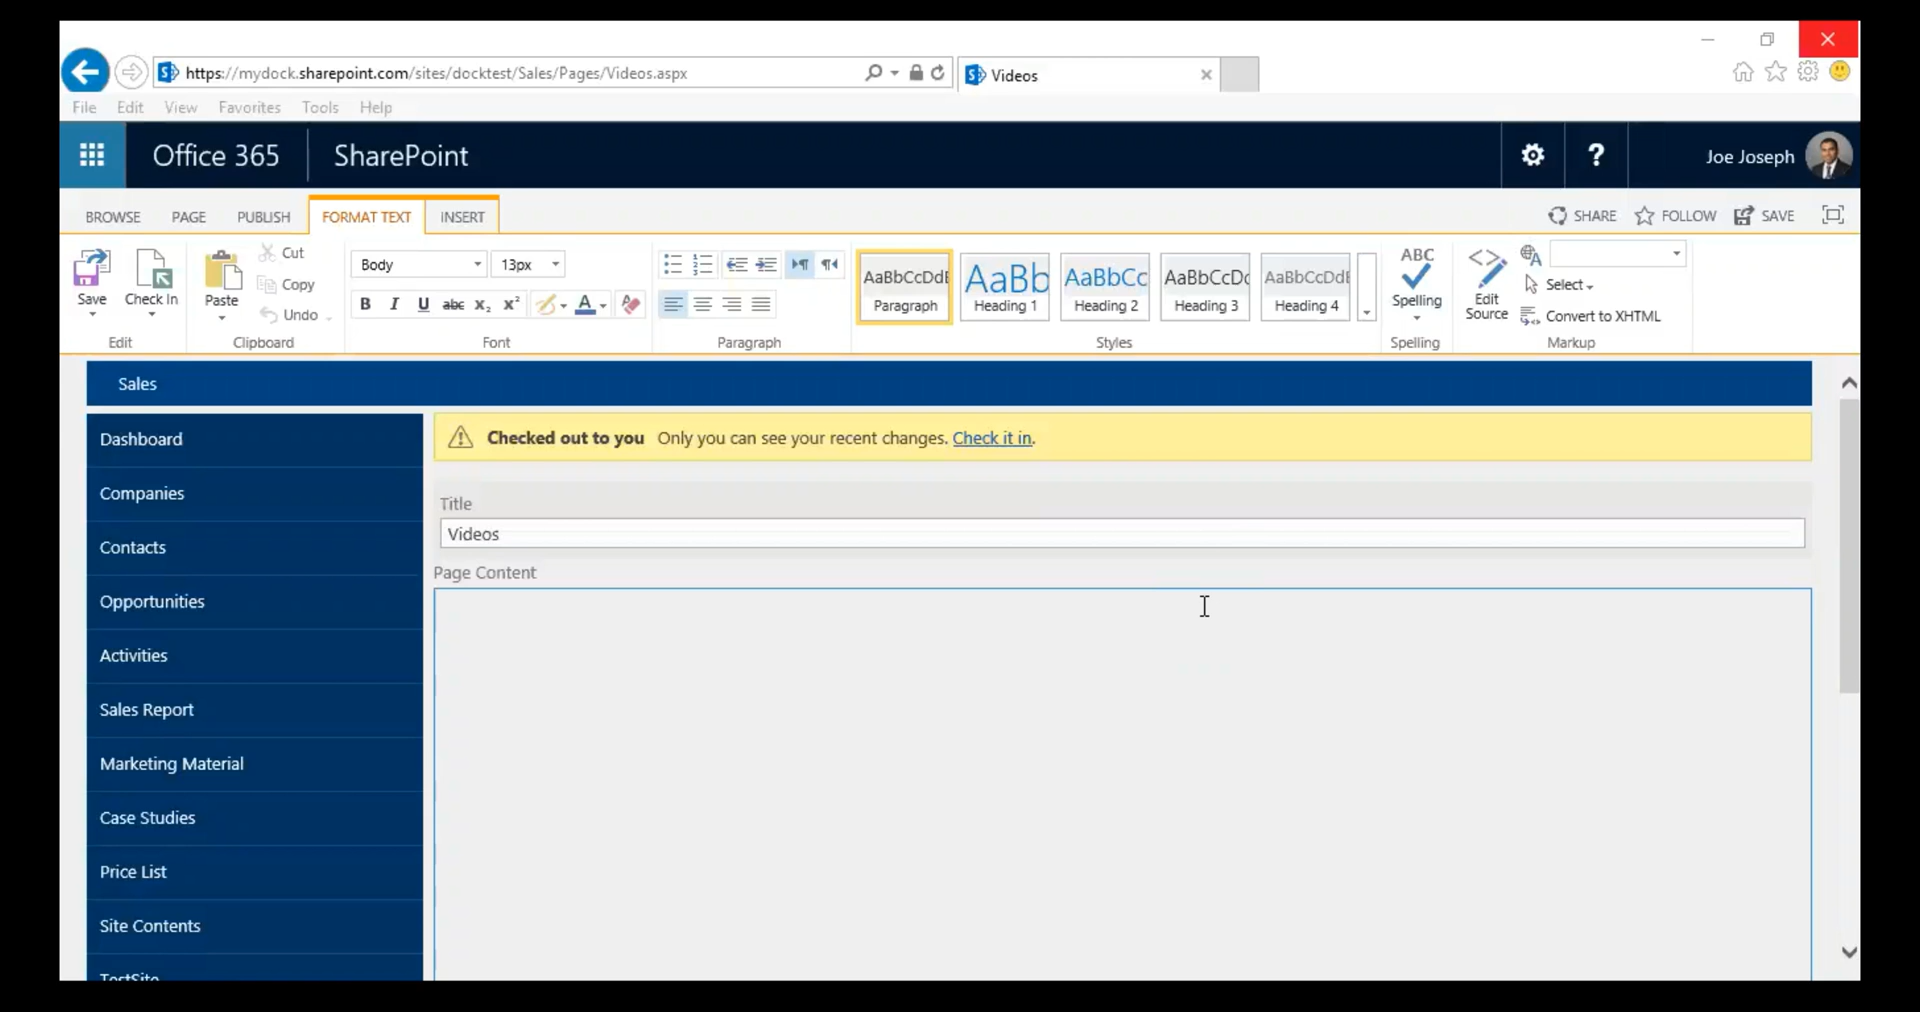 https://mydock.sharepoint.com/sites/docktest/Sales/Pages/Videos.aspx
Videos
File Edit View Favorites Tools Help
Office 365 SharePoint ? Joe Joseph
BROWSE PAGE PUBLISH FORMAT TEXT INSERT SHARE FOLLOW SAVE
Save Check In Paste Cut Copy Undo
Body 13px
B I U abc X₂ X² A
AaBbCcDdE AaBb AaBbCc AaBbCcDc AaBbCcDdE
Paragraph Heading 1 Heading 2 Heading 3 Heading 4
ABC
Spelling
Edit Source
Select
Convert to XHTML
Edit Clipboard Font Paragraph Styles Spelling Markup
Sales
Dashboard
Companies
Contacts
Opportunities
Activities
Sales Report
Marketing Material
Case Studies
Price List
Site Contents
TestSite
Checked out to you Only you can see your recent changes. Check it in.
Title
Videos
Page Content